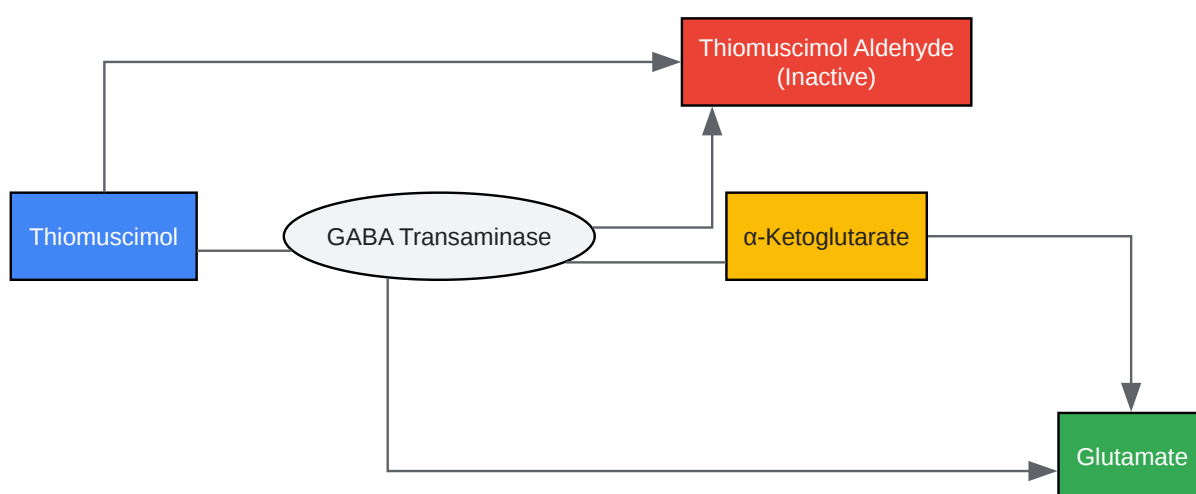 Thiomuscimol Aldehyde
(Inactive)
Thiomuscimol
GABA Transaminase
α-Ketoglutarate
Glutamate